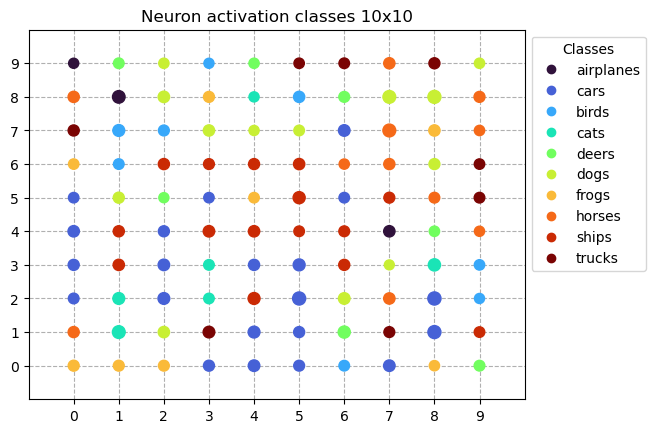 Neuron activation classes 10x10
9
8
7
6
5
4
3
2
1
0
0 1 2 3 4 5 6 7 8 9
Classes
airplanes
cars
birds
cats
deers
dogs
frogs
horses
ships
trucks